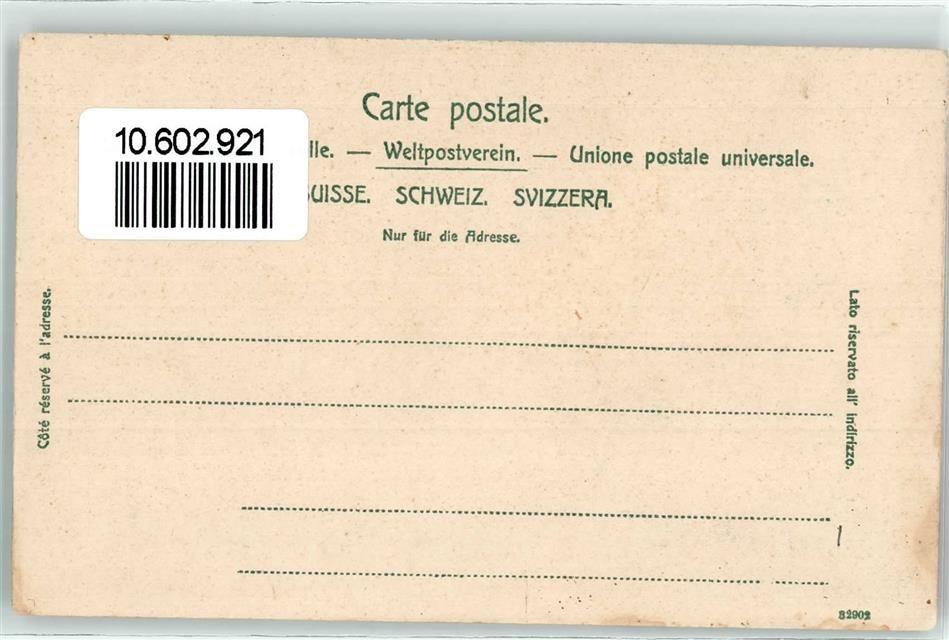 Carte postale.
10.602.921
lle. — Weltpostverein. — Unione postale universale.
UISSE. SCHWEIZ. SVIZZERA.
Nur für die Adresse.
Côté réservé à l'adresse.
Lato riservato all' indirizzo.
32902